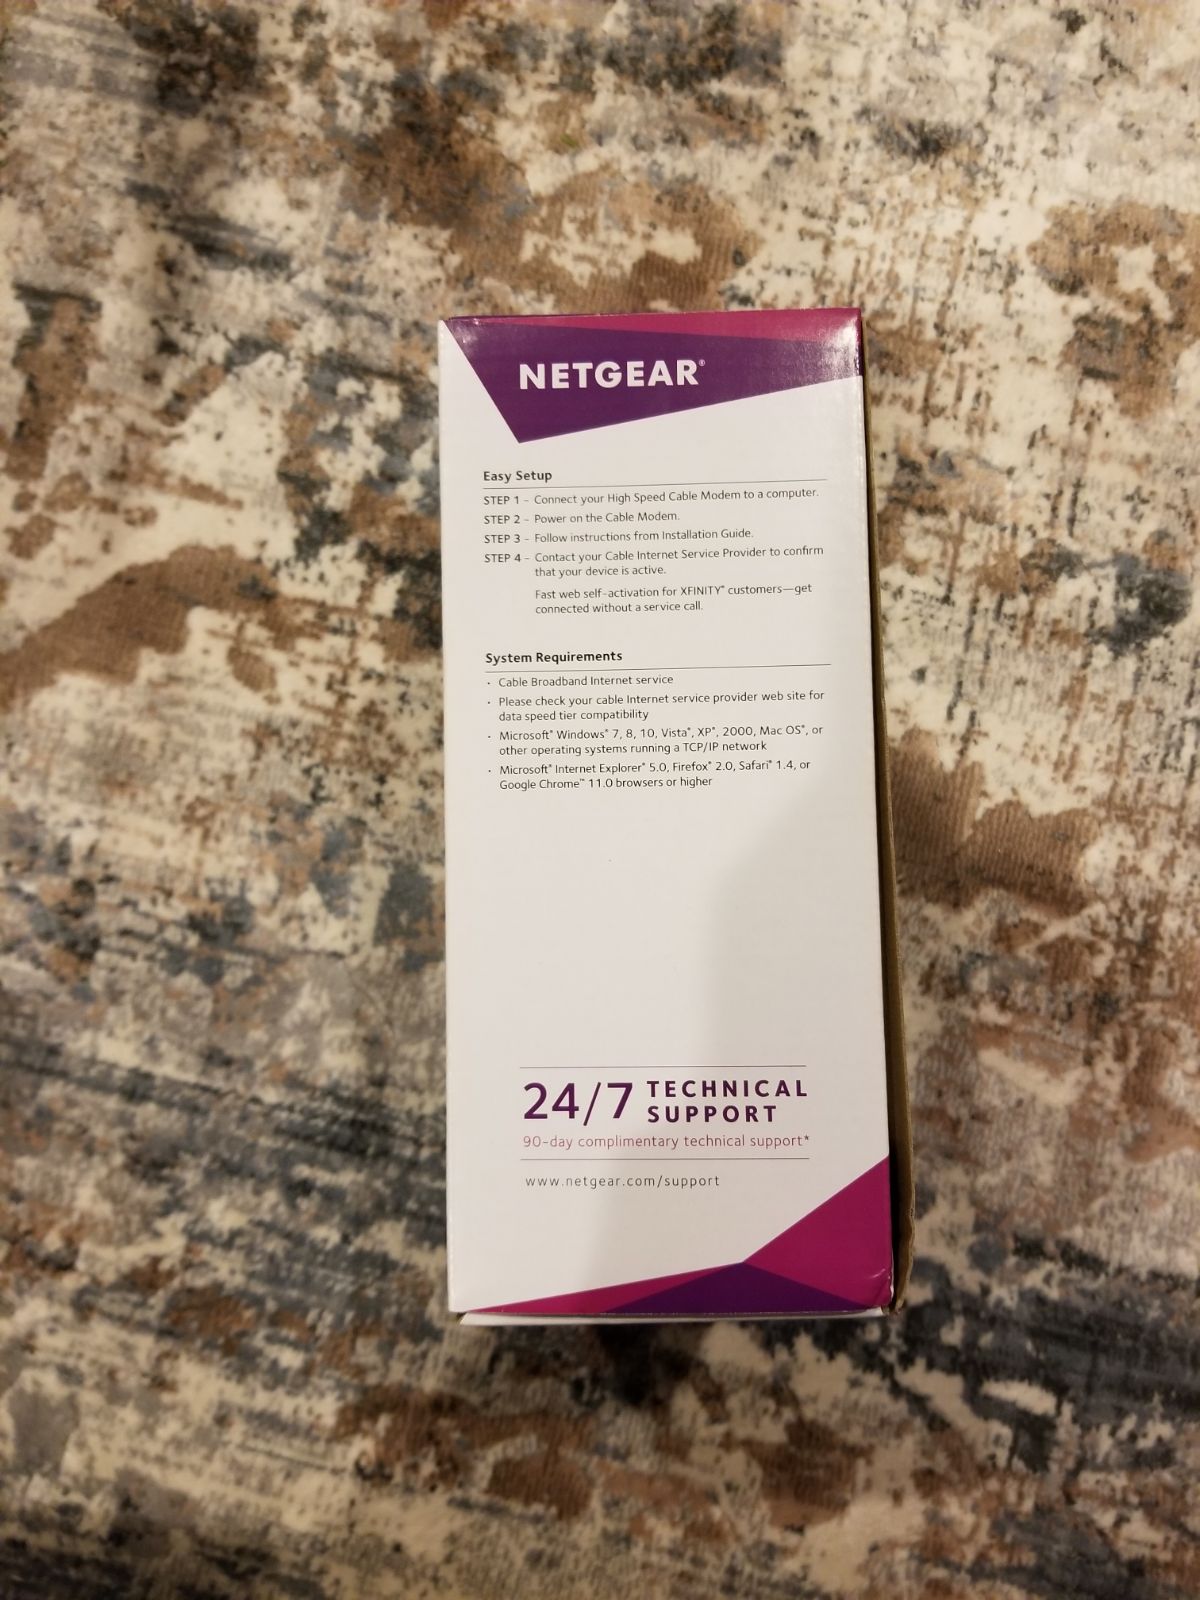 NETGEAR®
Easy Setup
STEP 1 – Connect your High Speed Cable Modem to a computer.
STEP 2 – Power on the Cable Modem.
STEP 3 – Follow instructions from Installation Guide.
STEP 4 – Contact your Cable Internet Service Provider to confirm
that your device is active.
Fast web self-activation for XFINITY® customers—get
connected without a service call.
System Requirements
· Cable Broadband Internet service
· Please check your cable Internet service provider web site for
data speed tier compatibility
· Microsoft® Windows® 7, 8, 10, Vista®, XP®, 2000, Mac OS®, or
other operating systems running a TCP/IP network
· Microsoft® Internet Explorer® 5.0, Firefox® 2.0, Safari® 1.4, or
Google Chrome™ 11.0 browsers or higher
24/7 TECHNICAL
SUPPORT
90-day complimentary technical support*
www.netgear.com/support